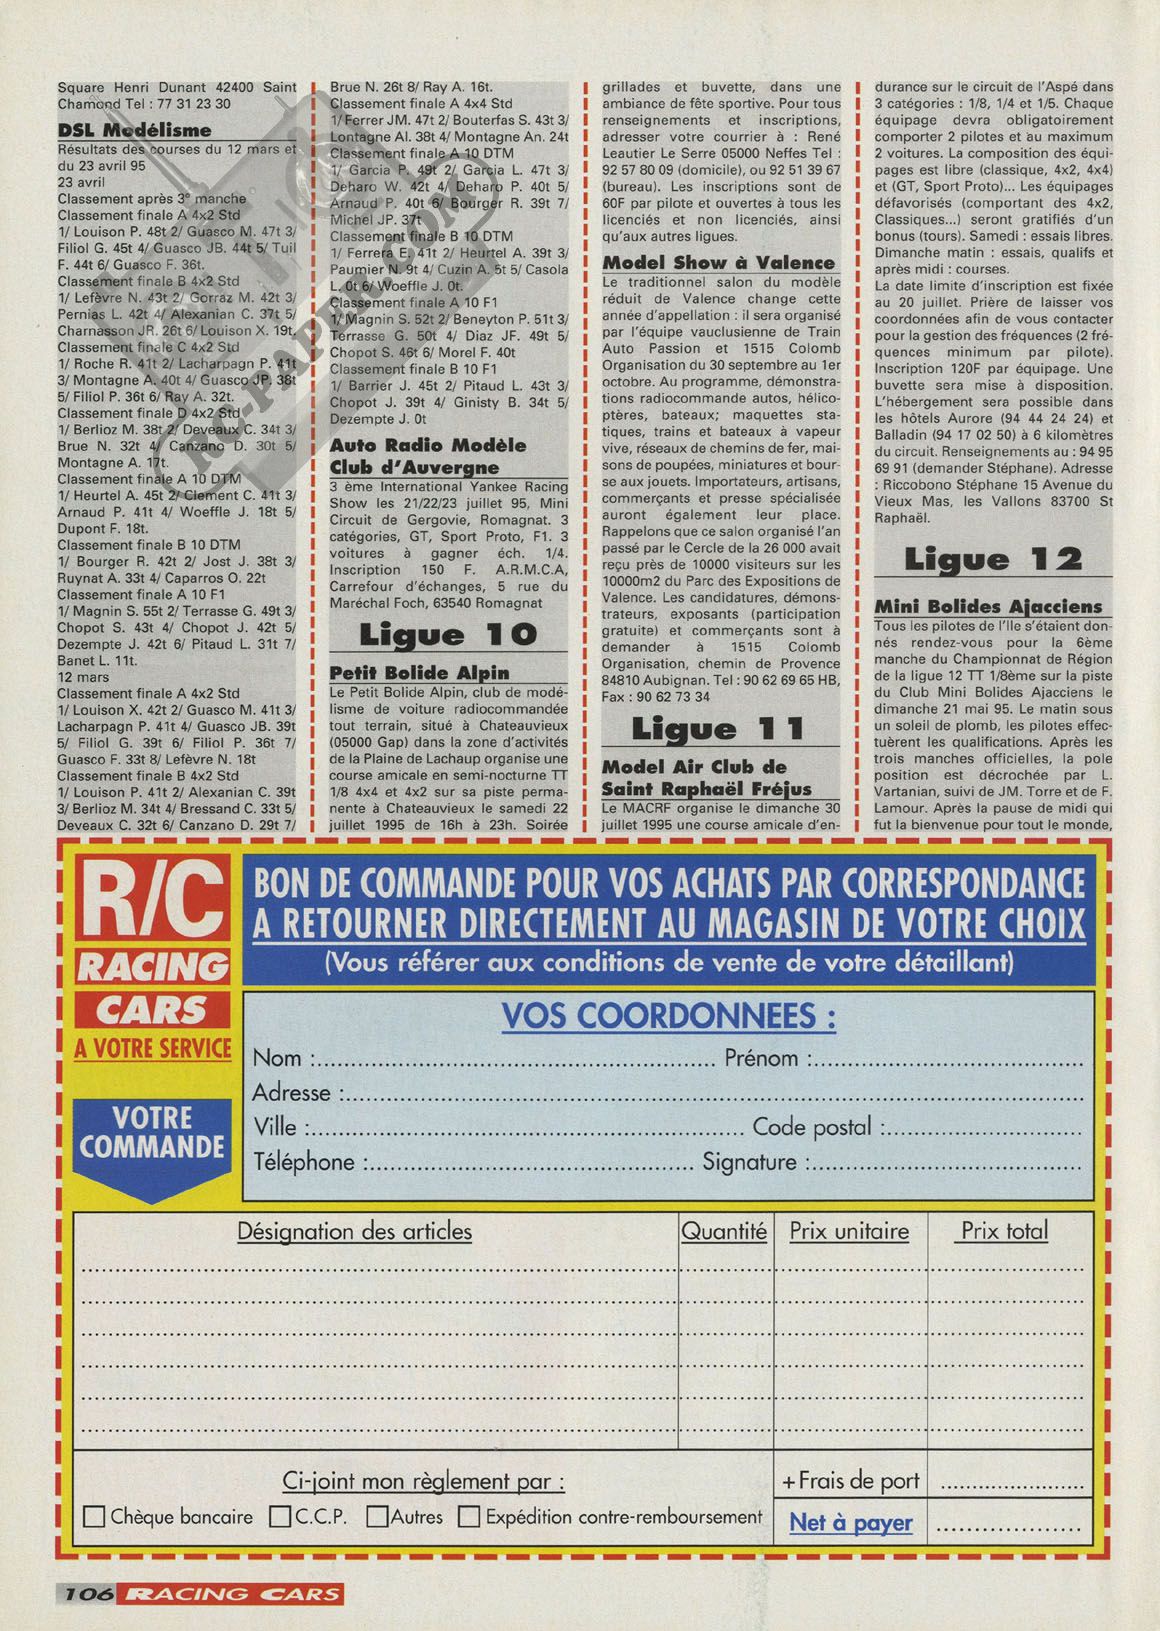 Square Henri Dunant 42400 Saint
Chamond Tel : 77 31 23 30
DSL Modélisme
Résultats des courses du 12 mars et
du 23 avril 95
23 avril
Classement après 3° manche
Classement finale A 4x2 Std
1/ Louison P. 48t 2/ Guasco M. 47t 3/
Filiol G. 45t 4/ Guasco JB. 44t 5/ Tuil
F. 44t 6/ Guasco F. 36t.
Classement finale B 4x2 Std
1/ Lefèvre N. 43t 2/ Gorraz M. 42t 3/
Pernias L. 42t 4/ Alexanian C. 37t 5/
Charnasson JR. 26t 6/ Louison X. 19t.
Classement finale C 4x2 Std
1/ Roche R. 41t 2/ Lacharpagn P. 41t
3/ Montagne A. 40t 4/ Guasco JP. 38t
5/ Filiol P. 36t 6/ Ray A. 32t.
Classement finale D 4x2 Std
1/ Berlioz M. 38t 2/ Deveaux C. 34t 3/
Brue N. 32t 4/ Canzano D. 30t 5/
Montagne A. 17t.
Classement finale A 10 DTM
1/ Heurtel A. 45t 2/ Clement C. 41t 3/
Arnaud P. 41t 4/ Woeffle J. 18t 5/
Dupont F. 18t.
Classement finale B 10 DTM
1/ Bourger R. 42t 2/ Jost J. 38t 3/
Ruynat A. 33t 4/ Caparros O. 22t
Classement finale A 10 F1
1/ Magnin S. 55t 2/ Terrasse G. 49t 3/
Chopot S. 43t 4/ Chopot J. 42t 5/
Dezempte J. 42t 6/ Pitaud L. 31t 7/
Banet L. 11t.
12 mars
Classement finale A 4x2 Std
1/ Louison X. 42t 2/ Guasco M. 41t 3/
Lacharpagn P. 41t 4/ Guasco JB. 39t
5/ Filiol G. 39t 6/ Filiol P. 36t 7/
Guasco F. 33t 8/ Lefèvre N. 18t
Classement finale B 4x2 Std
1/ Louison P. 41t 2/ Alexanian C. 39t
3/ Berlioz M. 34t 4/ Bressand C. 33t 5/
Deveaux C. 32t 6/ Canzano D. 29t 7/
Brue N. 26t 8/ Ray A. 16t.
Classement finale A 4x4 Std
1/ Ferrer JM. 47t 2/ Bouterfas S. 43t 3/
Lontagne Al. 38t 4/ Montagne An. 24t
Classement finale A 10 DTM
1/ Garcia P. 49t 2/ Garcia L. 47t 3/
Deharo W. 42t 4/ Deharo P. 40t 5/
Arnaud P. 40t 6/ Bourger R. 39t 7/
Michel JP. 37t
Classement finale B 10 DTM
1/ Ferrera E. 41t 2/ Heurtel A. 39t 3/
Paumier N. 9t 4/ Cuzin A. 5t 5/ Casola
L. 0t 6/ Woeffle J. 0t.
Classement finale A 10 F1
1/ Magnin S. 52t 2/ Beneyton P. 51t 3/
Terrasse G. 50t 4/ Diaz JF. 49t 5/
Chopot S. 46t 6/ Morel F. 40t
Classement finale B 10 F1
1/ Barrier J. 45t 2/ Pitaud L. 43t 3/
Chopot J. 39t 4/ Ginisty B. 34t 5/
Dezempte J. 0t
Auto Radio Modèle
Club d'Auvergne
3 ème International Yankee Racing
Show les 21/22/23 juillet 95, Mini
Circuit de Gergovie, Romagnat. 3
catégories, GT, Sport Proto, F1. 3
voitures à gagner éch. 1/4.
Inscription 150 F. A.R.M.C.A,
Carrefour d'échanges, 5 rue du
Maréchal Foch, 63540 Romagnat
Ligue 10
Petit Bolide Alpin
Le Petit Bolide Alpin, club de modé-
lisme de voiture radiocommandée
tout terrain, situé à Chateauvieux
(05000 Gap) dans la zone d'activités
de la Plaine de Lachaup organise une
course amicale en semi-nocturne TT
1/8 4x4 et 4x2 sur sa piste perma-
nente à Chateauvieux le samedi 22
juillet 1995 de 16h à 23h. Soirée
grillades et buvette, dans une
ambiance de fête sportive. Pour tous
renseignements et inscriptions,
adresser votre courrier à : René
Leautier Le Serre 05000 Neffes Tel :
92 57 80 09 (domicile), ou 92 51 39 67
(bureau). Les inscriptions sont de
60F par pilote et ouvertes à tous les
licenciés et non licenciés, ainsi
qu'aux autres ligues.
Model Show à Valence
Le traditionnel salon du modèle
réduit de Valence change cette
année d'appellation : il sera organisé
par l'équipe vauclusienne de Train
Auto Passion et 1515 Colomb
Organisation du 30 septembre au 1er
octobre. Au programme, démonstra-
tions radiocommande autos, hélico-
ptères, bateaux; maquettes sta-
tiques, trains et bateaux à vapeur
vive, réseaux de chemins de fer, mai-
sons de poupées, miniatures et bour-
se aux jouets. Importateurs, artisans,
commerçants et presse spécialisée
auront également leur place.
Rappelons que ce salon organisé l'an
passé par le Cercle de la 26 000 avait
reçu près de 10000 visiteurs sur les
10000m2 du Parc des Expositions de
Valence. Les candidatures, démons-
trateurs, exposants (participation
gratuite) et commerçants sont à
demander à 1515 Colomb
Organisation, chemin de Provence
84810 Aubignan. Tel : 90 62 69 65 HB,
Fax : 90 62 73 34
Ligue 11
Model Air Club de
Saint Raphaël Fréjus
Le MACRF organise le dimanche 30
juillet 1995 une course amicale d'en-
durance sur le circuit de l'Aspé dans
3 catégories : 1/8, 1/4 et 1/5. Chaque
équipage devra obligatoirement
comporter 2 pilotes et au maximum
2 voitures. La composition des équi-
pages est libre (classique, 4x2, 4x4)
et (GT, Sport Proto)... Les équipages
défavorisés (comportant des 4x2,
Classiques...) seront gratifiés d'un
bonus (tours). Samedi : essais libres.
Dimanche matin : essais, qualifs et
après midi : courses.
La date limite d'inscription est fixée
au 20 juillet. Prière de laisser vos
coordonnées afin de vous contacter
pour la gestion des fréquences (2 fré-
quences minimum par pilote).
Inscription 120F par équipage. Une
buvette sera mise à disposition.
L'hébergement sera possible dans
les hôtels Aurore (94 44 24 24) et
Balladin (94 17 02 50) à 6 kilomètres
du circuit. Renseignements au : 94 95
69 91 (demander Stéphane). Adresse
: Riccobono Stéphane 15 Avenue du
Vieux Mas, les Vallons 83700 St
Raphaël.
Ligue 12
Mini Bolides Ajacciens
Tous les pilotes de l'Ile s'étaient don-
nés rendez-vous pour la 6ème
manche du Championnat de Région
de la ligue 12 TT 1/8ème sur la piste
du Club Mini Bolides Ajacciens le
dimanche 21 mai 95. Le matin sous
un soleil de plomb, les pilotes effec-
tuèrent les qualifications. Après les
trois manches officielles, la pole
position est décrochée par L.
Vartanian, suivi de JM. Torre et de F.
Lamour. Après la pause de midi qui
fut la bienvenue pour tout le monde,
RC-PAPER.COM
R/C
RACING
CARS
A VOTRE SERVICE
BON DE COMMANDE POUR VOS ACHATS PAR CORRESPONDANCE
A RETOURNER DIRECTEMENT AU MAGASIN DE VOTRE CHOIX
(Vous référer aux conditions de vente de votre détaillant)
VOTRE
COMMANDE
VOS COORDONNEES :
Nom :.......... Prénom :..........
Adresse :..........
Ville :.......... Code postal :..........
Téléphone :.......... Signature :..........
Désignation des articles Quantité Prix unitaire Prix total
Ci-joint mon règlement par :
+ Frais de port ..........
Chèque bancaire C.C.P. Autres Expédition contre-remboursement
Net à payer ..........
106 RACING CARS